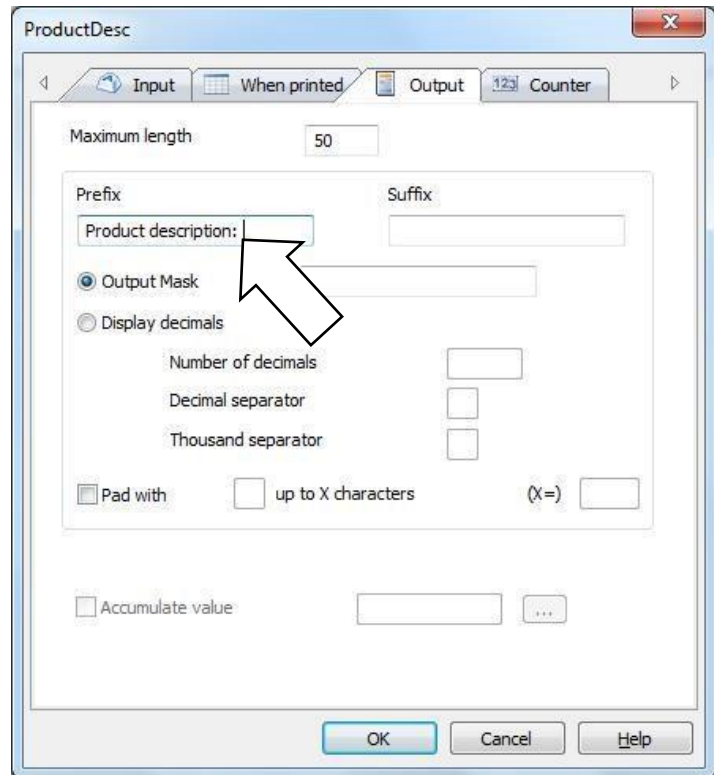 ProductDesc
Input When printed Output 123 Counter
Maximum length 50
Prefix Suffix
Product description:
Output Mask
Display decimals
Number of decimals
Decimal separator
Thousand separator
Pad with up to X characters (X=)
Accumulate value ...
OK Cancel Help